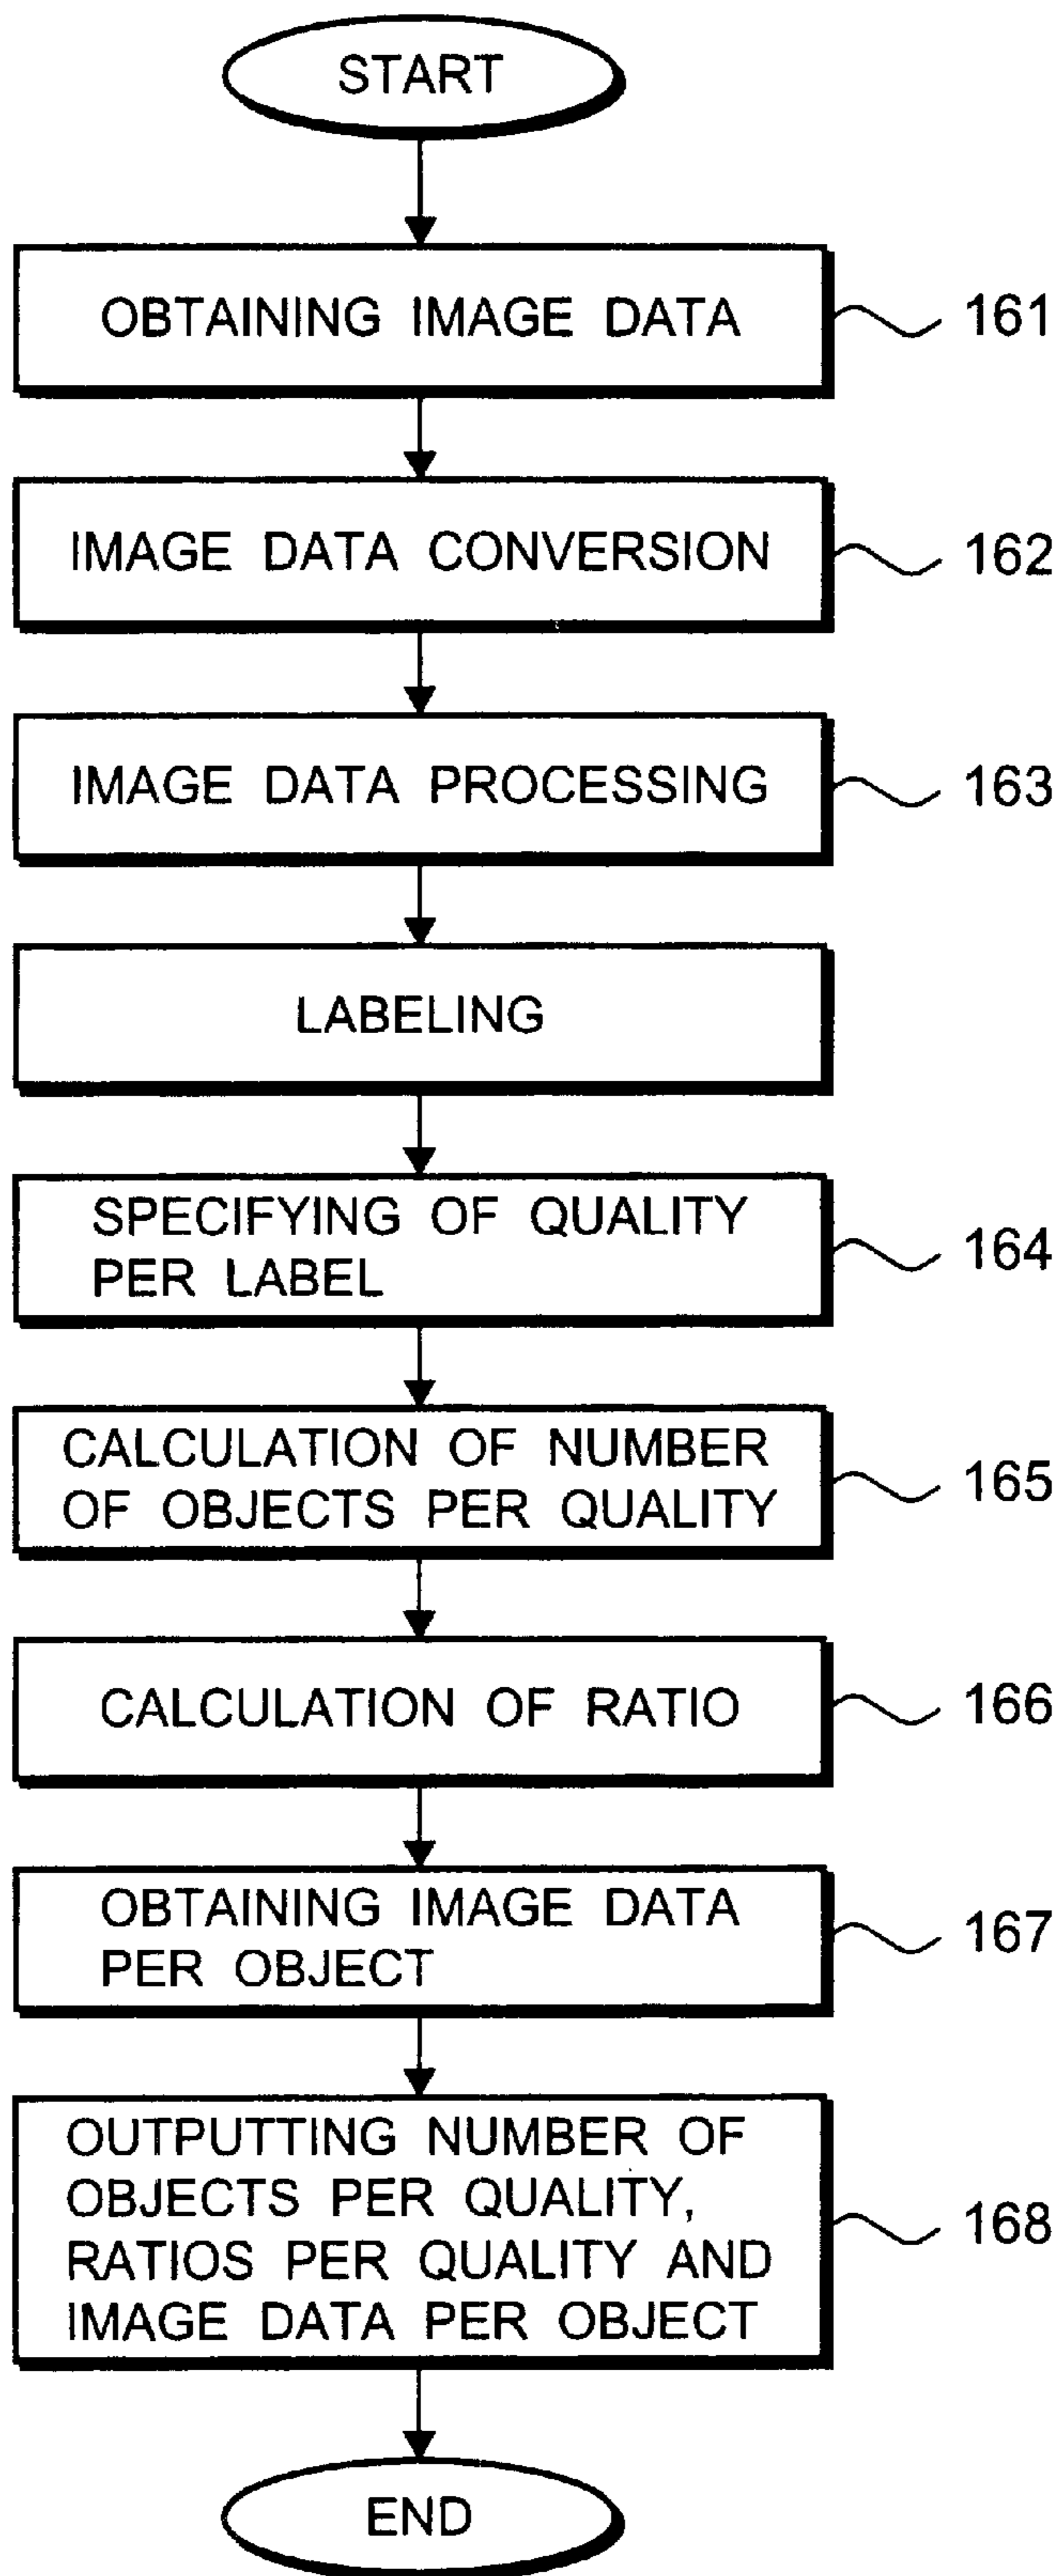 START
OBTAINING IMAGE DATA
161
IMAGE DATA CONVERSION
162
IMAGE DATA PROCESSING
163
LABELING
SPECIFYING OF QUALITY
PER LABEL
164
CALCULATION OF NUMBER
OF OBJECTS PER QUALITY
165
CALCULATION OF RATIO
166
OBTAINING IMAGE DATA
PER OBJECT
167
OUTPUTTING NUMBER OF
OBJECTS PER QUALITY,
RATIOS PER QUALITY AND
IMAGE DATA PER OBJECT
168
END